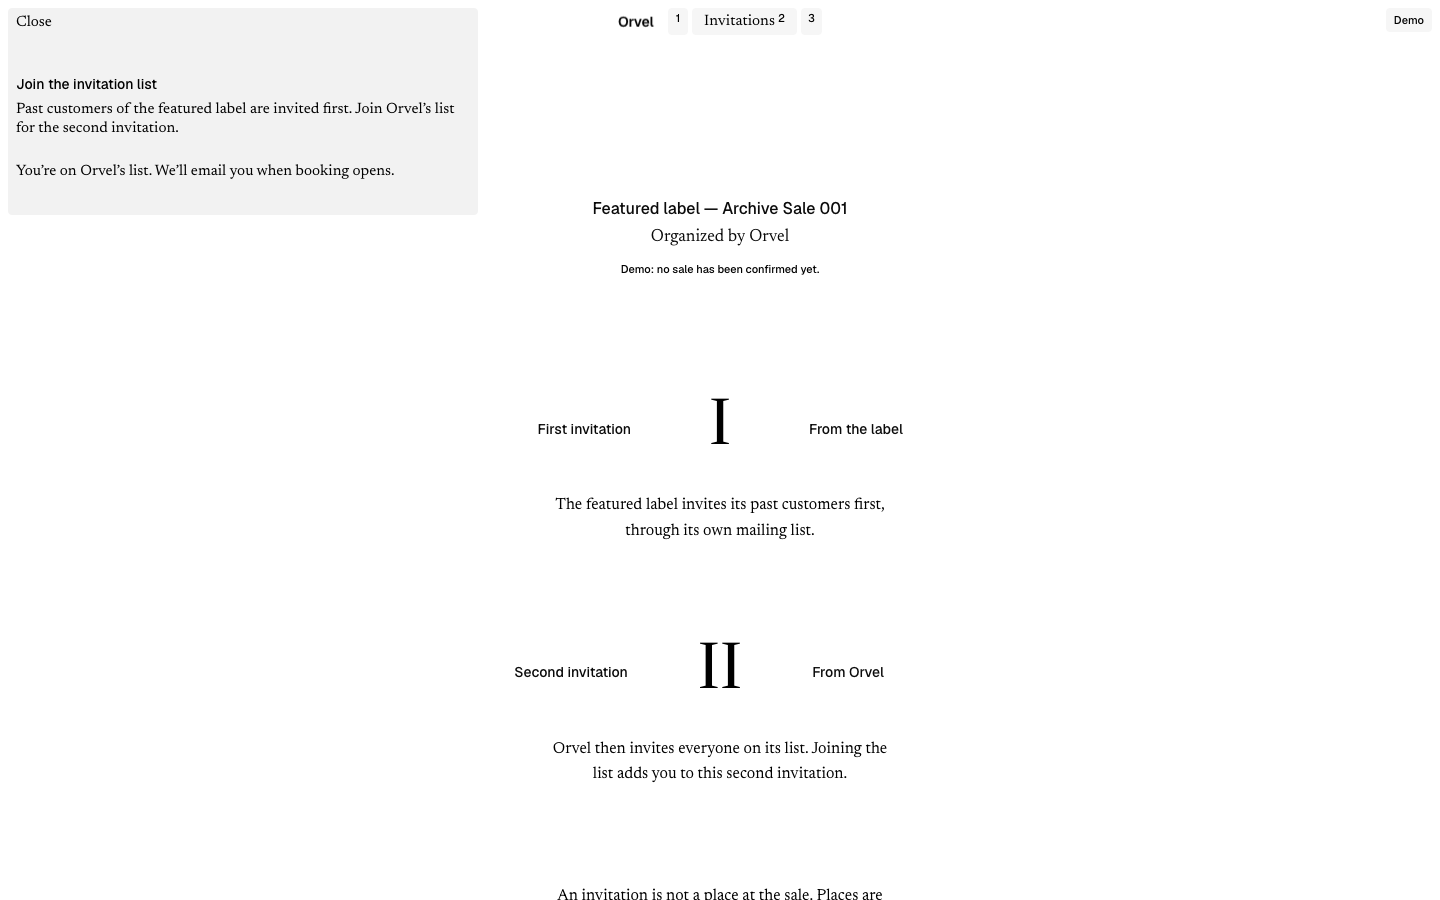 Close
Orvel
1
Invitations 2
3
Demo
Join the invitation list
Past customers of the featured label are invited first. Join Orvel’s list
for the second invitation.
You’re on Orvel’s list. We’ll email you when booking opens.
Featured label — Archive Sale 001
Organized by Orvel
Demo: no sale has been confirmed yet.
First invitation
I
From the label
The featured label invites its past customers first,
through its own mailing list.
Second invitation
II
From Orvel
Orvel then invites everyone on its list. Joining the
list adds you to this second invitation.
An invitation is not a place at the sale. Places are